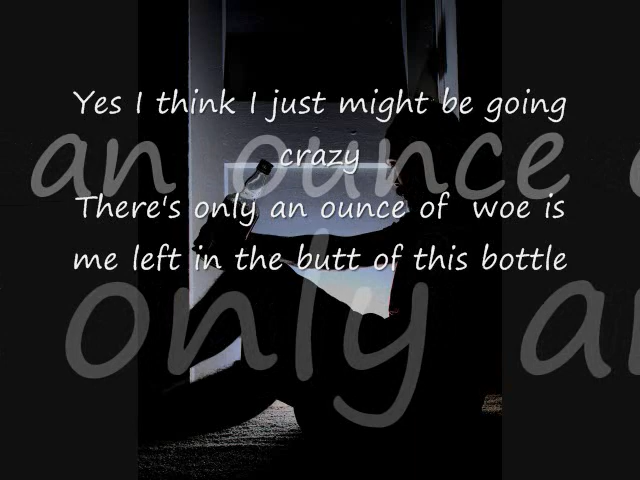 Yes I think I just might be going
crazy
an ounce
There's only an ounce of woe is
me left in the butt of this bottle
only